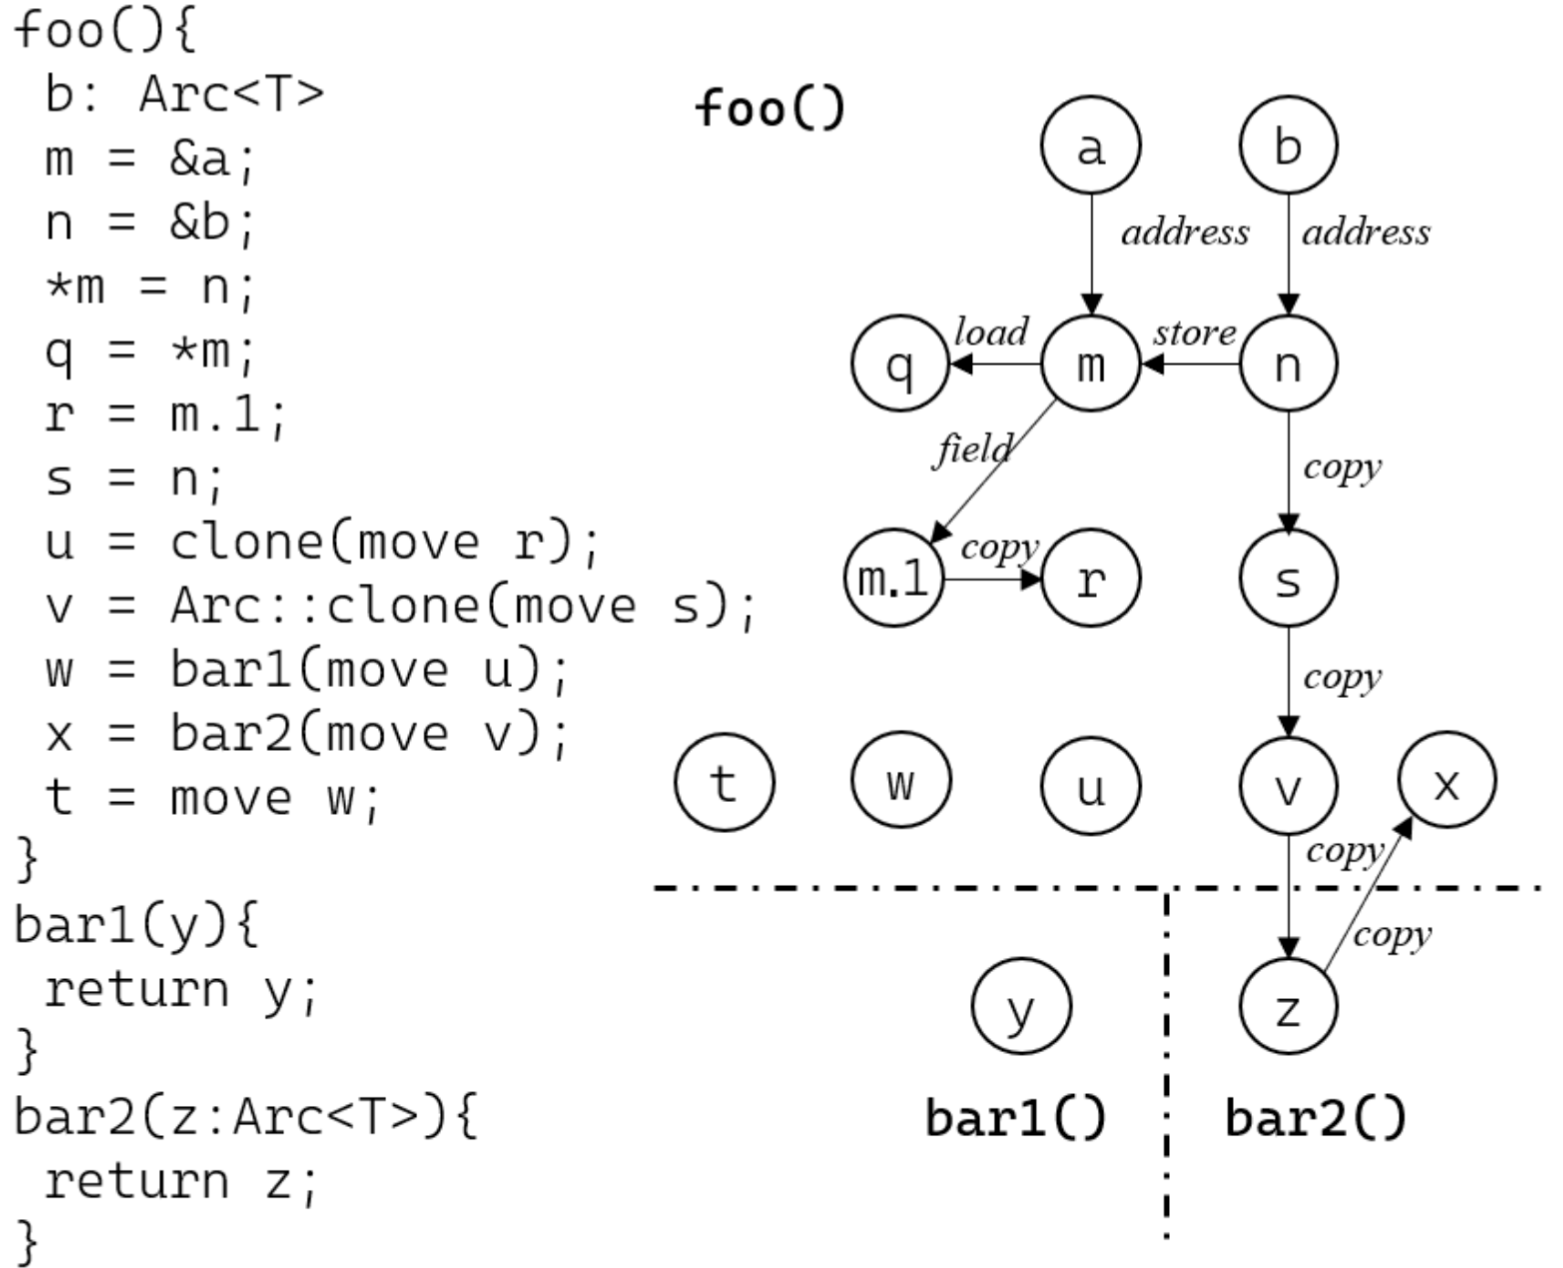 foo(){
b: Arc<T>
m = &a;
n = &b;
*m = n;
q = *m;
r = m.1;
s = n;
u = clone(move r);
v = Arc::clone(move s);
w = bar1(move u);
x = bar2(move v);
t = move w;
}
bar1(y){
return y;
}
bar2(z:Arc<T>){
return z;
}
foo()
a
b
address
address
q
load
m
store
n
field
copy
m.1
copy
r
s
copy
t
w
u
v
x
copy
copy
y
z
bar1()
bar2()